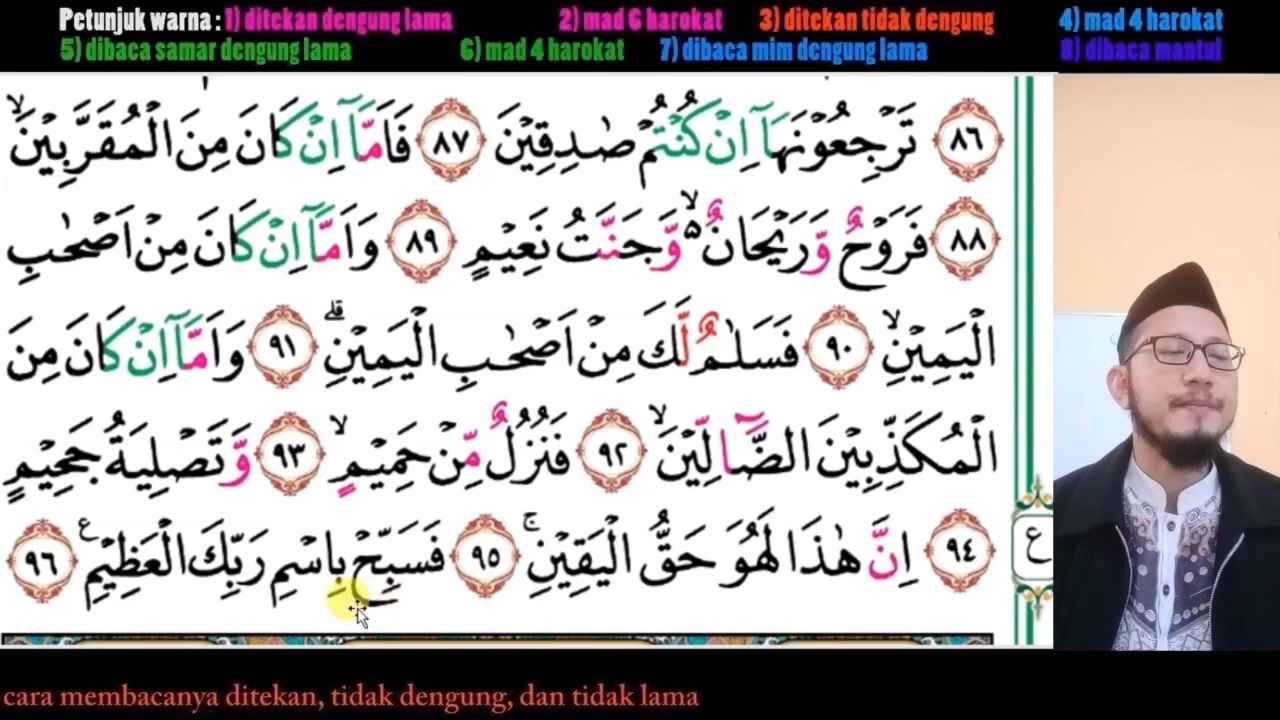 Petunjuk warna : 1) ditekan dengung lama 2) mad 6 harokat 3) ditekan tidak dengung 4) mad 4 harokat
5) dibaca samar dengung lama 6) mad 4 harokat 7) dibaca mim dengung lama 8) dibaca mantul
٨٦ تَرْجِعُوْنَهَآ اِنْ كُنْتُمْ صٰدِقِيْنَ ٨٧ فَاَمَّآ اِنْ كَانَ مِنَ الْمُقَرَّبِيْنَۙ
٨٨ فَرَوْحٌ وَّرَيْحَانٌ ەۙ وَّجَنَّتُ نَعِيْمٍ ٨٩ وَاَمَّآ اِنْ كَانَ مِنْ اَصْحٰبِ
الْيَمِيْنِۙ ٩٠ فَسَلٰمٌ لَّكَ مِنْ اَصْحٰبِ الْيَمِيْنِۗ ٩١ وَاَمَّآ اِنْ كَانَ مِنَ
الْمُكَذِّبِيْنَ الضَّاۤلِّيْنَۙ ٩٢ فَنُزُلٌ مِّنْ حَمِيْمٍۙ ٩٣ وَّتَصْلِيَةُ جَحِيْمٍ
٩٤ اِنَّ هٰذَا لَهُوَ حَقُّ الْيَقِيْنِۚ ٩٥ فَسَبِّحْ بِاسْمِ رَبِّكَ الْعَظِيْمِ ࣖ ٩٦
ع
cara membacanya ditekan, tidak dengung, dan tidak lama